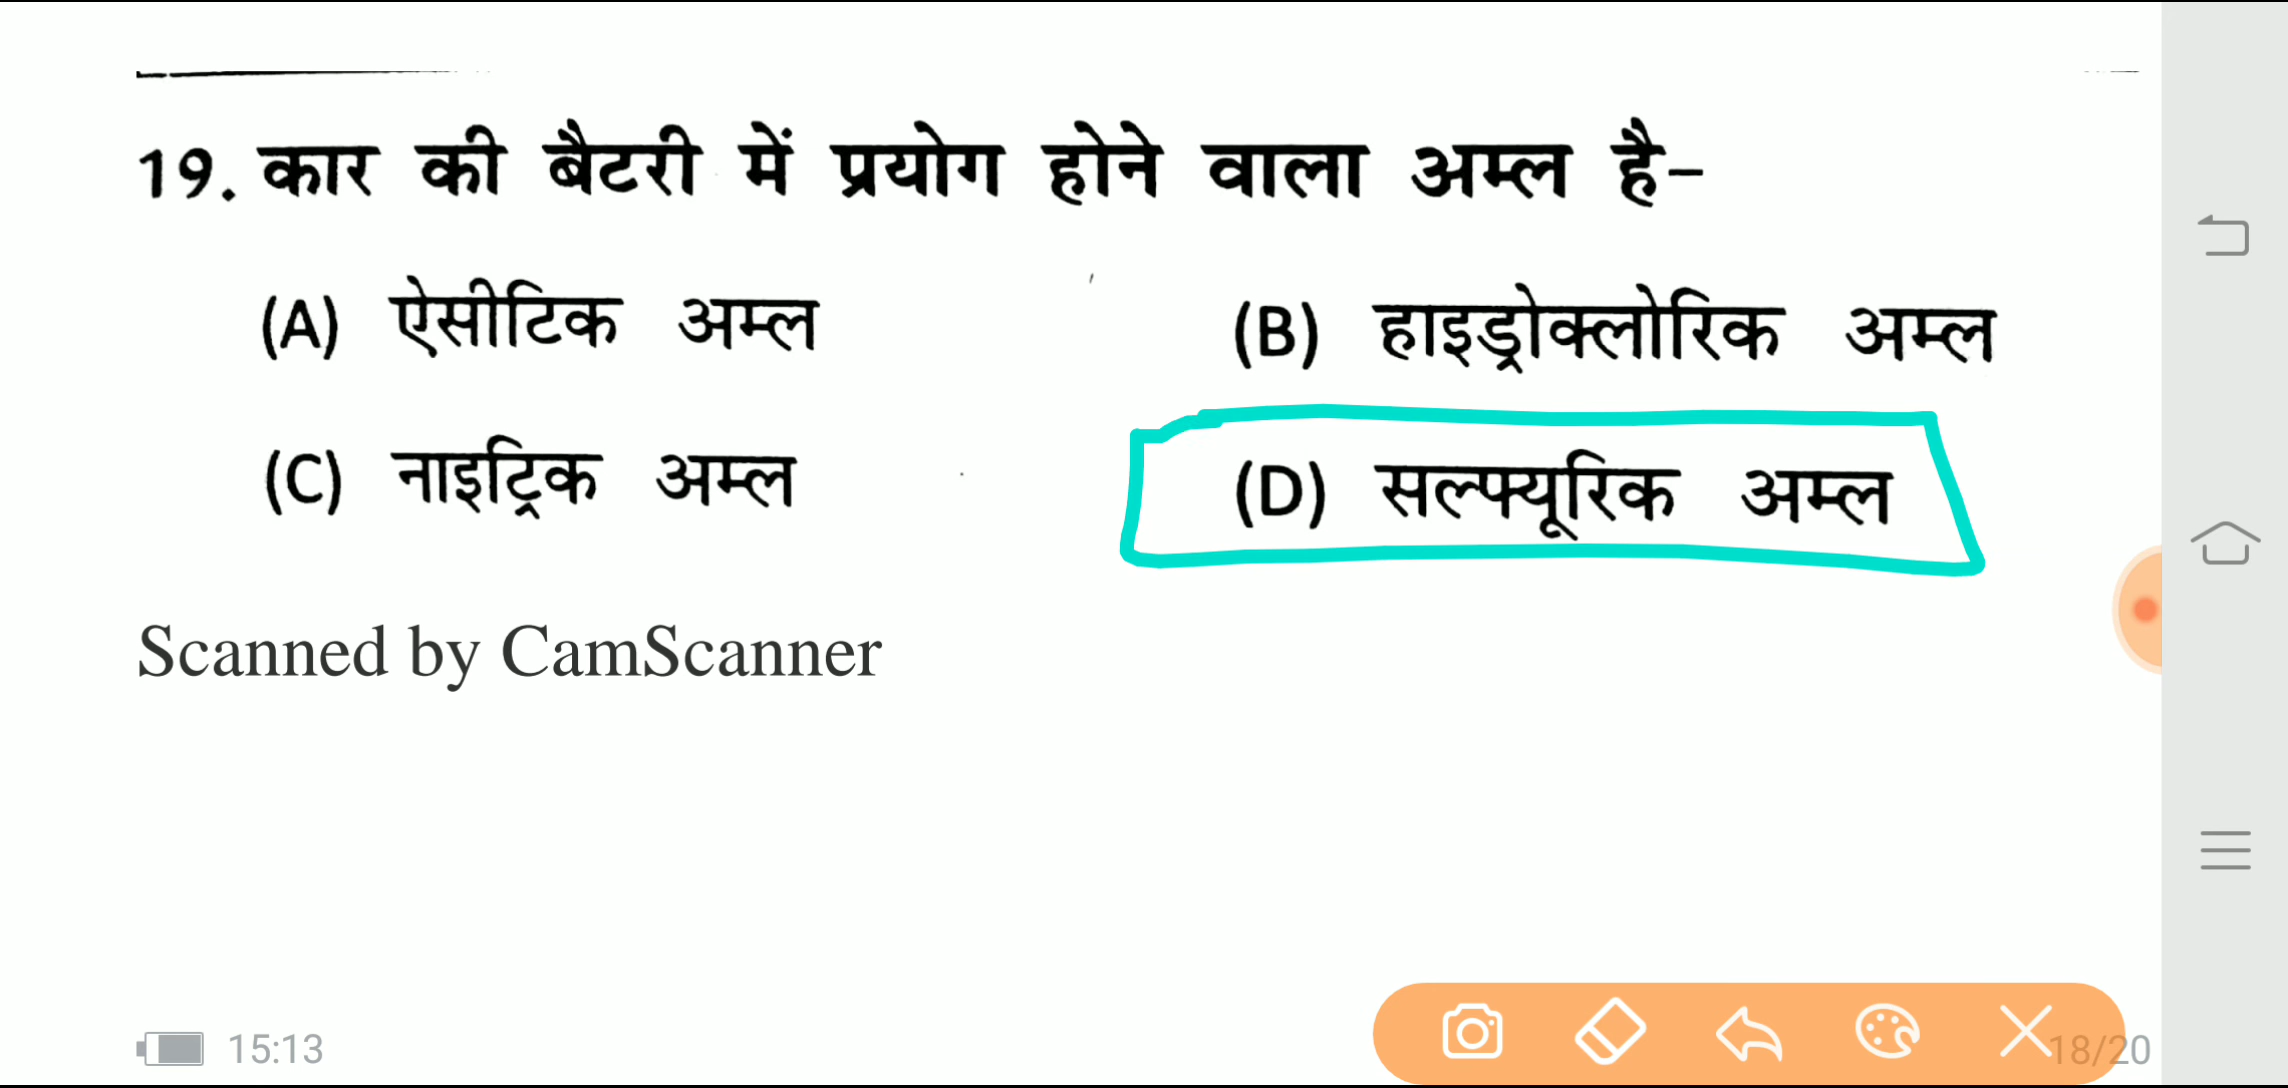 19. कार की बैटरी में प्रयोग होने वाला अम्ल है–
(A) ऐसीटिक अम्ल (B) हाइड्रोक्लोरिक अम्ल
(C) नाइट्रिक अम्ल (D) सल्फ्यूरिक अम्ल
Scanned by CamScanner
15:13 18/20